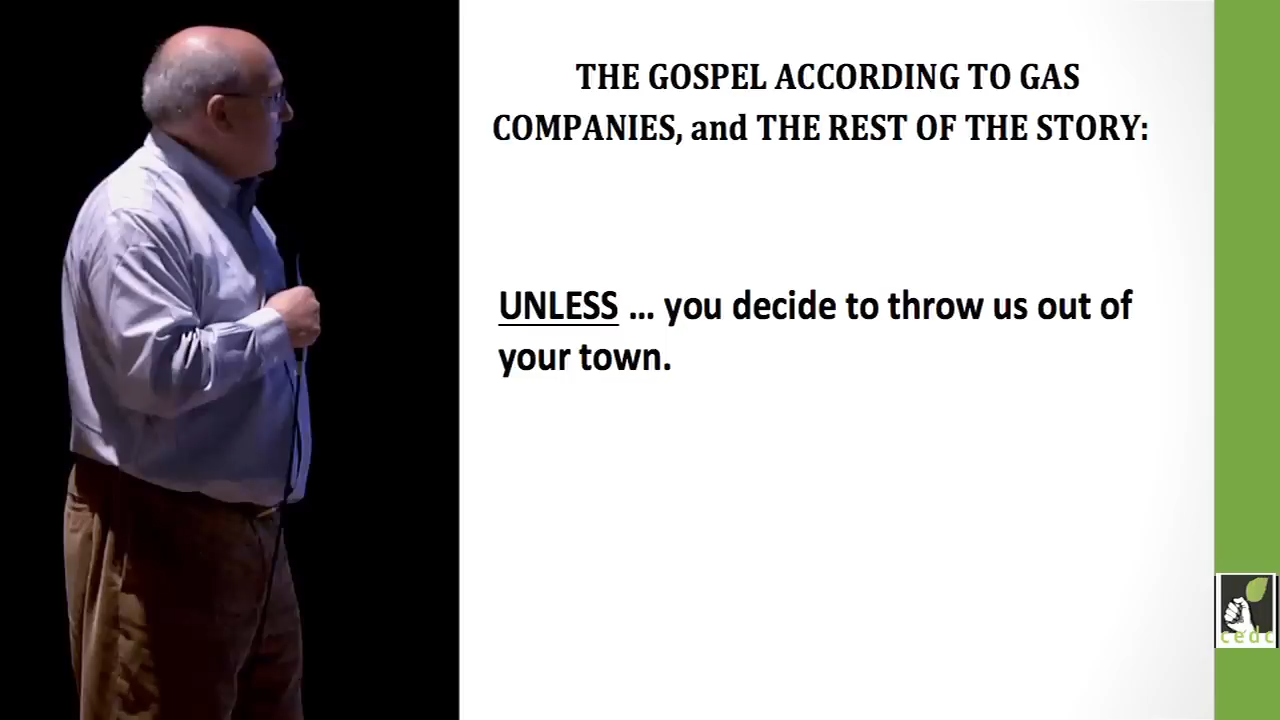 THE GOSPEL ACCORDING TO GAS
COMPANIES, and THE REST OF THE STORY:
UNLESS ... you decide to throw us out of
your town.
cedc